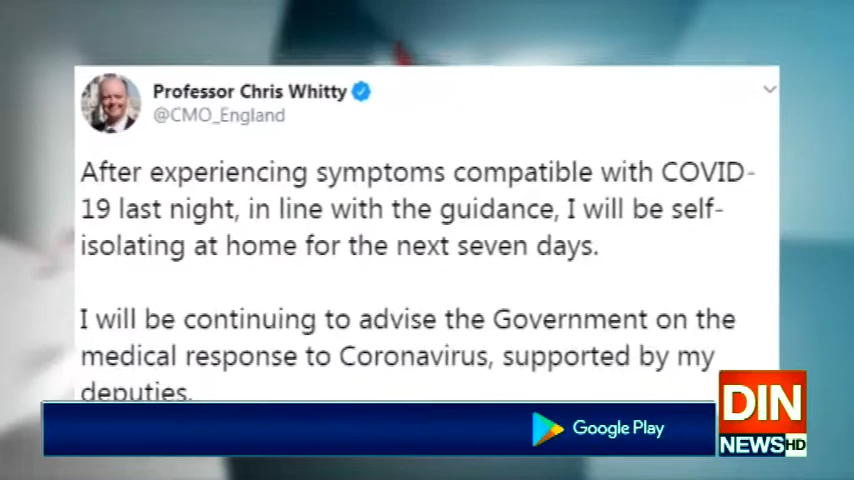 Professor Chris Whitty
@CMO_England
After experiencing symptoms compatible with COVID-
19 last night, in line with the guidance, I will be self-
isolating at home for the next seven days.
I will be continuing to advise the Government on the
medical response to Coronavirus, supported by my
deputies.
Google Play
DIN
NEWS HD